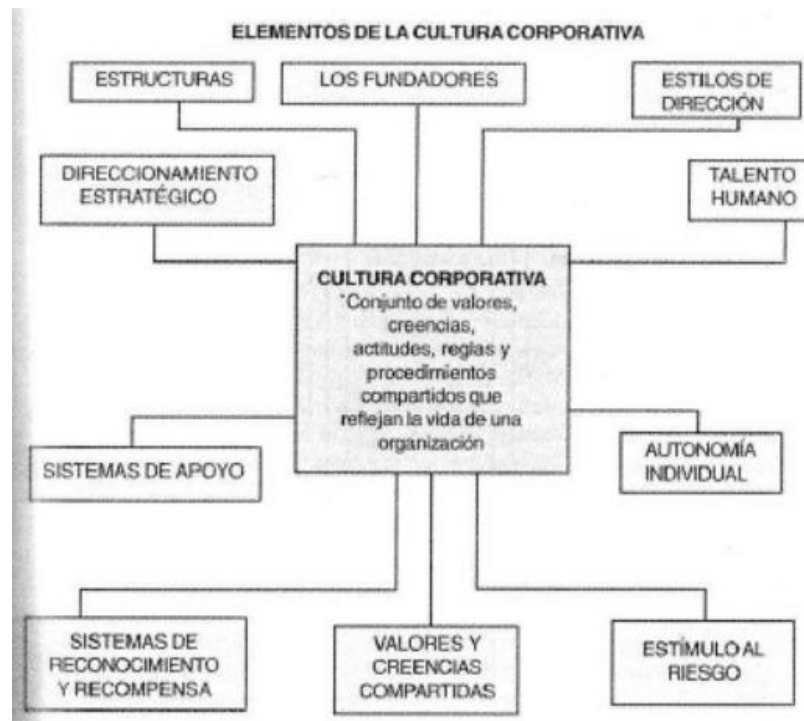 ELEMENTOS DE LA CULTURA CORPORATIVA
ESTRUCTURAS
LOS FUNDADORES
ESTILOS DE
DIRECCIÓN
DIRECCIONAMIENTO
ESTRATÉGICO
TALENTO
HUMANO
CULTURA CORPORATIVA
"Conjunto de valores,
creencias,
actitudes, reglas y
procedimientos
compartidos que
reflejan la vida de una
organización
SISTEMAS DE APOYO
AUTONOMÍA
INDIVIDUAL
SISTEMAS DE
RECONOCIMIENTO
Y RECOMPENSA
VALORES Y
CREENCIAS
COMPARTIDAS
ESTÍMULO AL
RIESGO